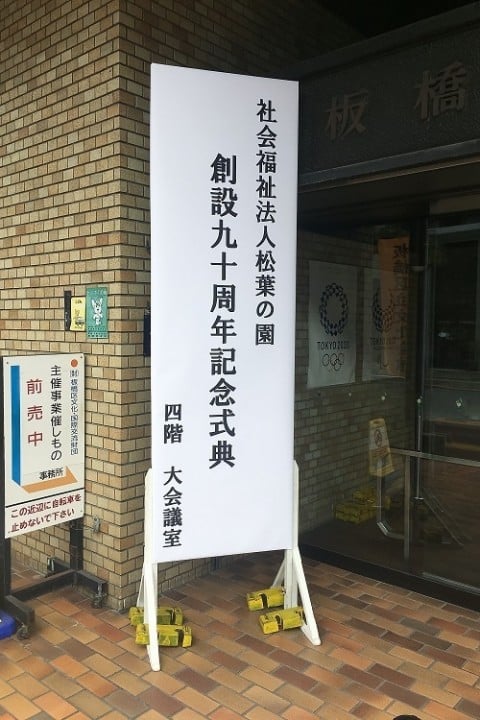 社会福祉法人松葉の園
創設九十周年記念式典
四階 大会議室
板橋
TOKYO 2020
(財)板橋区文化・国際交流財団
主催事業催しもの
前売中
事務所
この近辺に自転車を
止めないで下さい